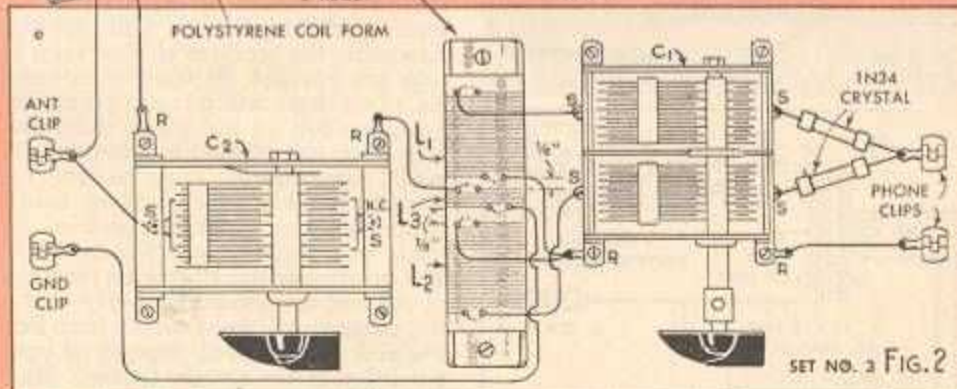 POLYSTYRENE COIL FORM
e
ANT
CLIP
R
C2
R
S
N.C.
S
GND
CLIP
L1
1/8"
L3
1/8"
L2
C1
S
S
S
S
R
R
1N34
CRYSTAL
PHONE
CLIPS
SET NO. 3 FIG. 2